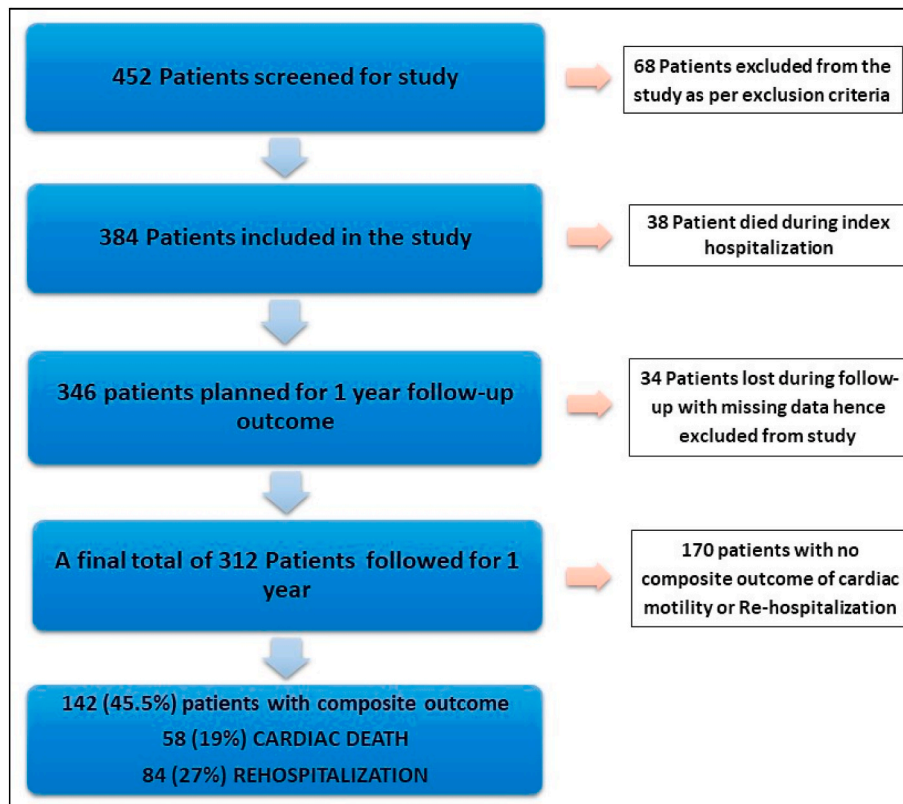 452 Patients screened for study
68 Patients excluded from the
study as per exclusion criteria
384 Patients included in the study
38 Patient died during index
hospitalization
346 patients planned for 1 year follow-up
outcome
34 Patients lost during follow-
up with missing data hence
excluded from study
A final total of 312 Patients followed for 1
year
170 patients with no
composite outcome of cardiac
motility or Re-hospitalization
142 (45.5%) patients with composite outcome
58 (19%) CARDIAC DEATH
84 (27%) REHOSPITALIZATION